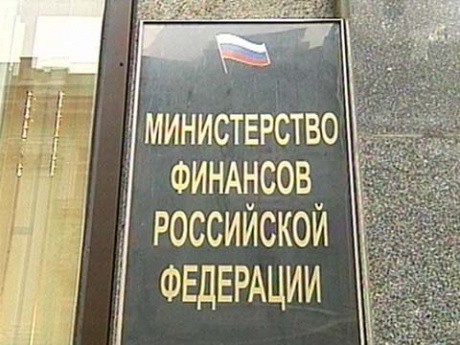 МИНИСТЕРСТВО
ФИНАНСОВ
РОССИЙСКОЙ
ФЕДЕРАЦИИ